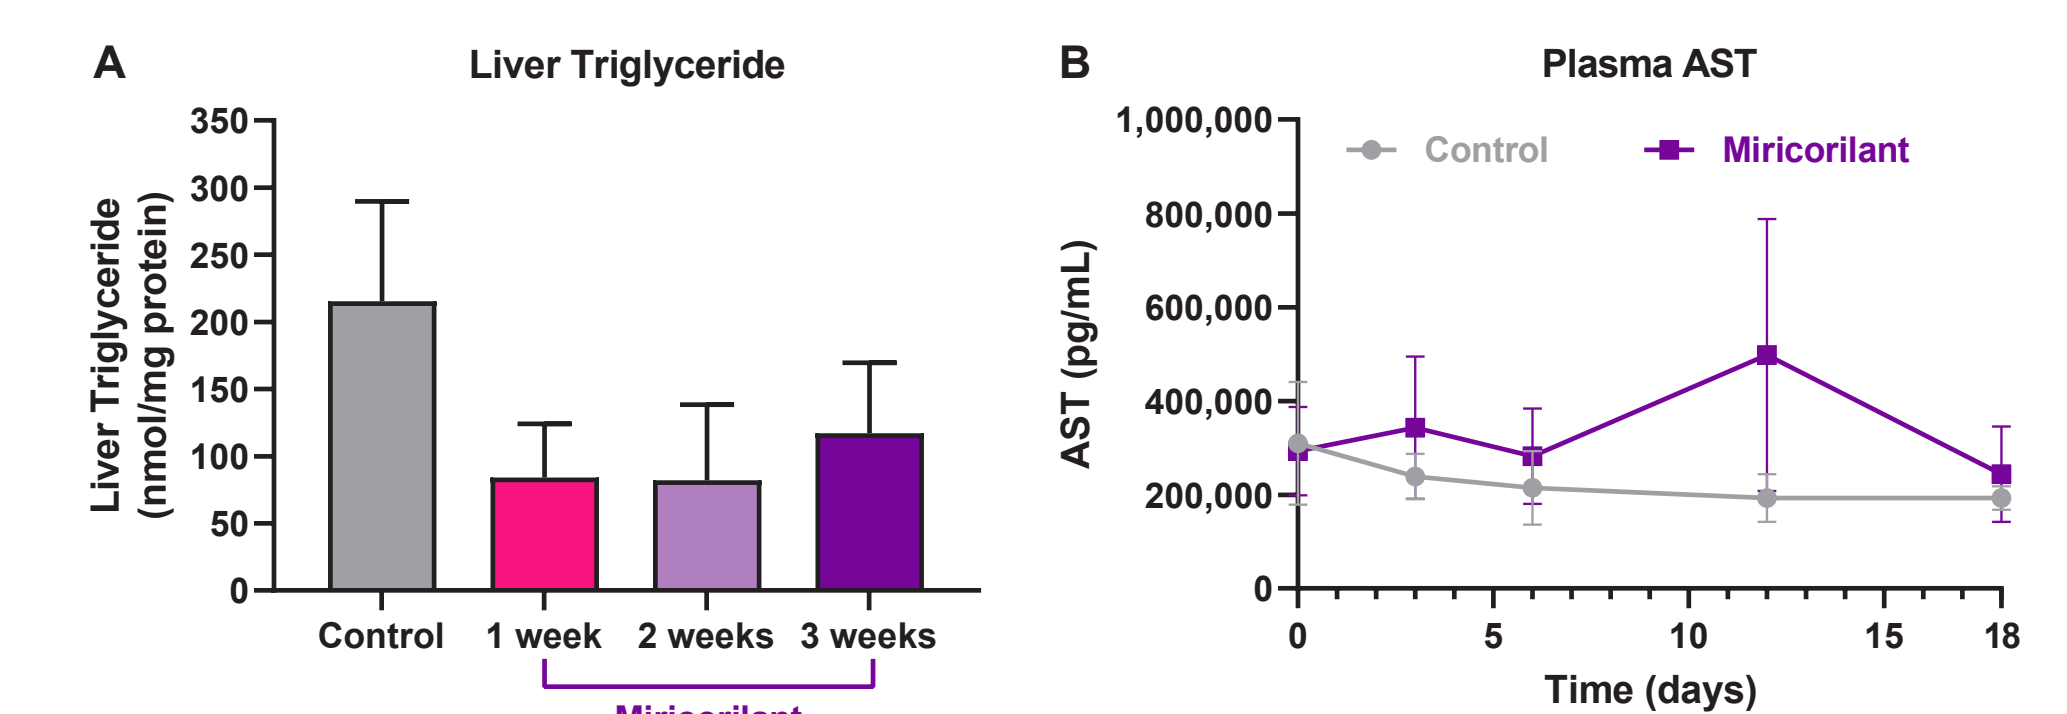 A
Liver Triglyceride
Liver Triglyceride
(nmol/mg protein)
350
300
250
200
150
100
50
0
Control
1 week
2 weeks
3 weeks
Miricorilant
B
Plasma AST
Control
Miricorilant
AST (pg/mL)
1,000,000
800,000
600,000
400,000
200,000
0
0
5
10
15
18
Time (days)